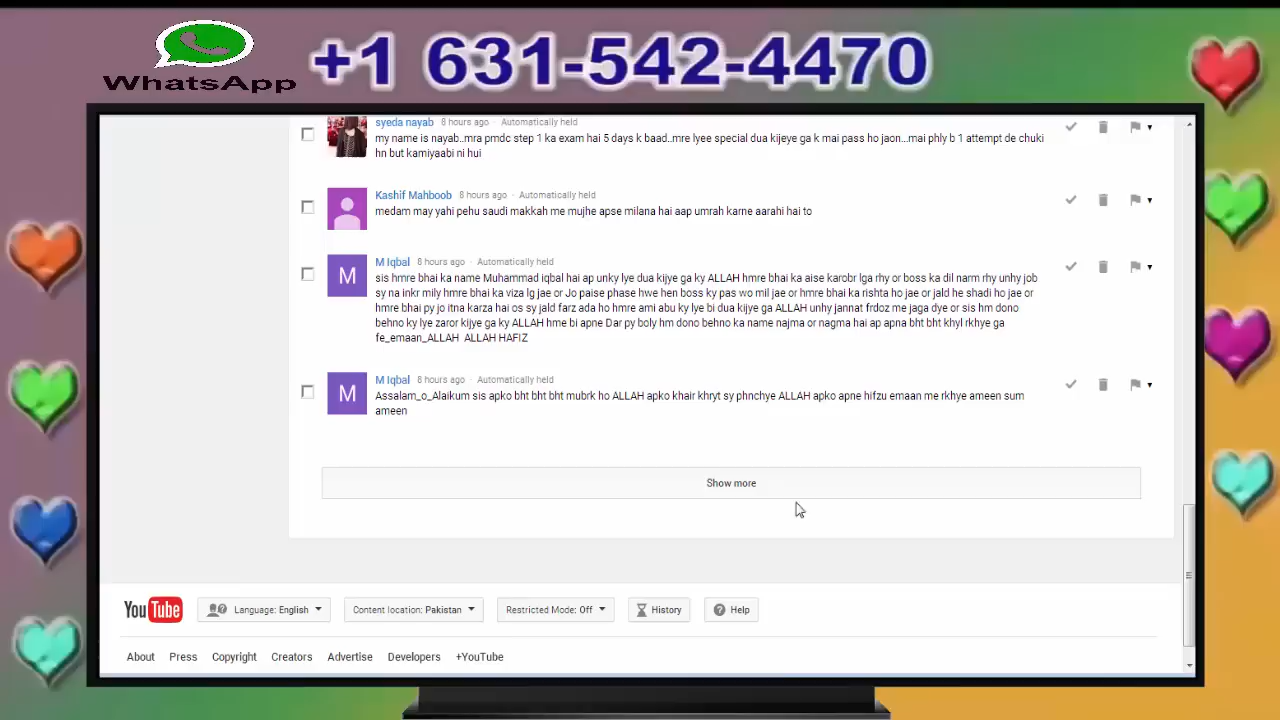 WhatsApp
+1 631-542-4470
syeda nayab 8 hours ago · Automatically held
my name is nayab..mra pmdc step 1 ka exam hai 5 days k baad..mre lyee special dua kijeye ga k mai pass ho jaon...mai phly b 1 attempt de chuki
hn but kamiyaabi ni hui
Kashif Mahboob 8 hours ago · Automatically held
medam may yahi pehu saudi makkah me mujhe apse milana hai aap umrah karne aarahi hai to
M Iqbal 8 hours ago · Automatically held
sis hmre bhai ka name Muhammad iqbal hai ap unky lye dua kijye ga ky ALLAH hmre bhai ka aise karobr lga rhy or boss ka dil narm rhy unhy job
sy na inkr mily hmre bhai ka viza lg jae or Jo paise phase hwe hen boss ky pas wo mil jae or hmre bhai ka rishta ho jae or jald he shadi ho jae or
hmre bhai py jo itna karza hai os sy jald farz ada ho hmre ami abu ky lye bi dua kijye ga ALLAH unhy jannat frdoz me jaga dye or sis hm dono
behno ky lye zaror kijye ga ky ALLAH hme bi apne Dar py boly hm dono behno ka name najma or nagma hai ap apna bht bht khyl rkhye ga
fe_emaan_ALLAH ALLAH HAFIZ
M Iqbal 8 hours ago · Automatically held
Assalam_o_Alaikum sis apko bht bht bht mubrk ho ALLAH apko khair khryt sy phnchye ALLAH apko apne hifzu emaan me rkhye ameen sum
ameen
Show more
YouTube Language: English Content location: Pakistan Restricted Mode: Off History Help
About Press Copyright Creators Advertise Developers +YouTube
M
M